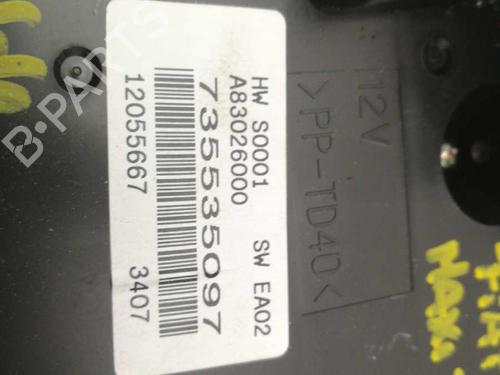 HW S0001 SW EA02
A83026000
735535097
12055667 3407
12V
>PP-TD40<
B-PARTS